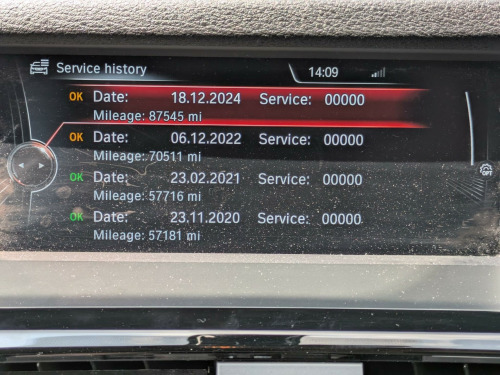 Service history
14:09
OK Date: 18.12.2024 Service: 00000
Mileage: 87545 mi
OK Date: 06.12.2022 Service: 00000
Mileage: 70511 mi
OK Date: 23.02.2021 Service: 00000
Mileage: 57716 mi
OK Date: 23.11.2020 Service: 00000
Mileage: 57181 mi
OPT